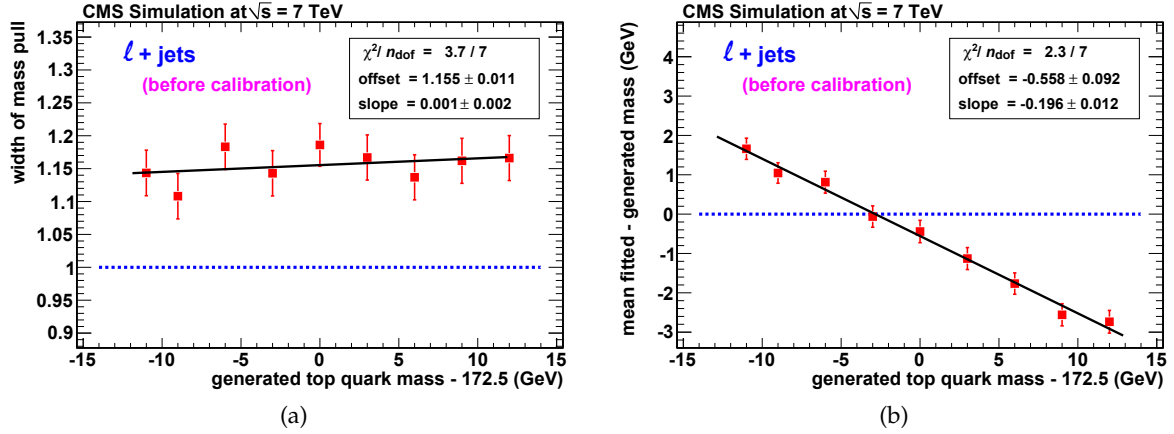 CMS Simulation at √s = 7 TeV
width of mass pull
1.35
1.3
1.25
1.2
1.15
1.1
1.05
1
0.95
0.9
ℓ + jets
(before calibration)
χ²/ n_dof = 3.7 / 7
offset = 1.155 ± 0.011
slope = 0.001 ± 0.002
-15 -10 -5 0 5 10 15
generated top quark mass - 172.5 (GeV)
(a)
CMS Simulation at √s = 7 TeV
mean fitted - generated mass (GeV)
4
3
2
1
0
-1
-2
-3
ℓ + jets
(before calibration)
χ²/ n_dof = 2.3 / 7
offset = -0.558 ± 0.092
slope = -0.196 ± 0.012
-15 -10 -5 0 5 10 15
generated top quark mass - 172.5 (GeV)
(b)